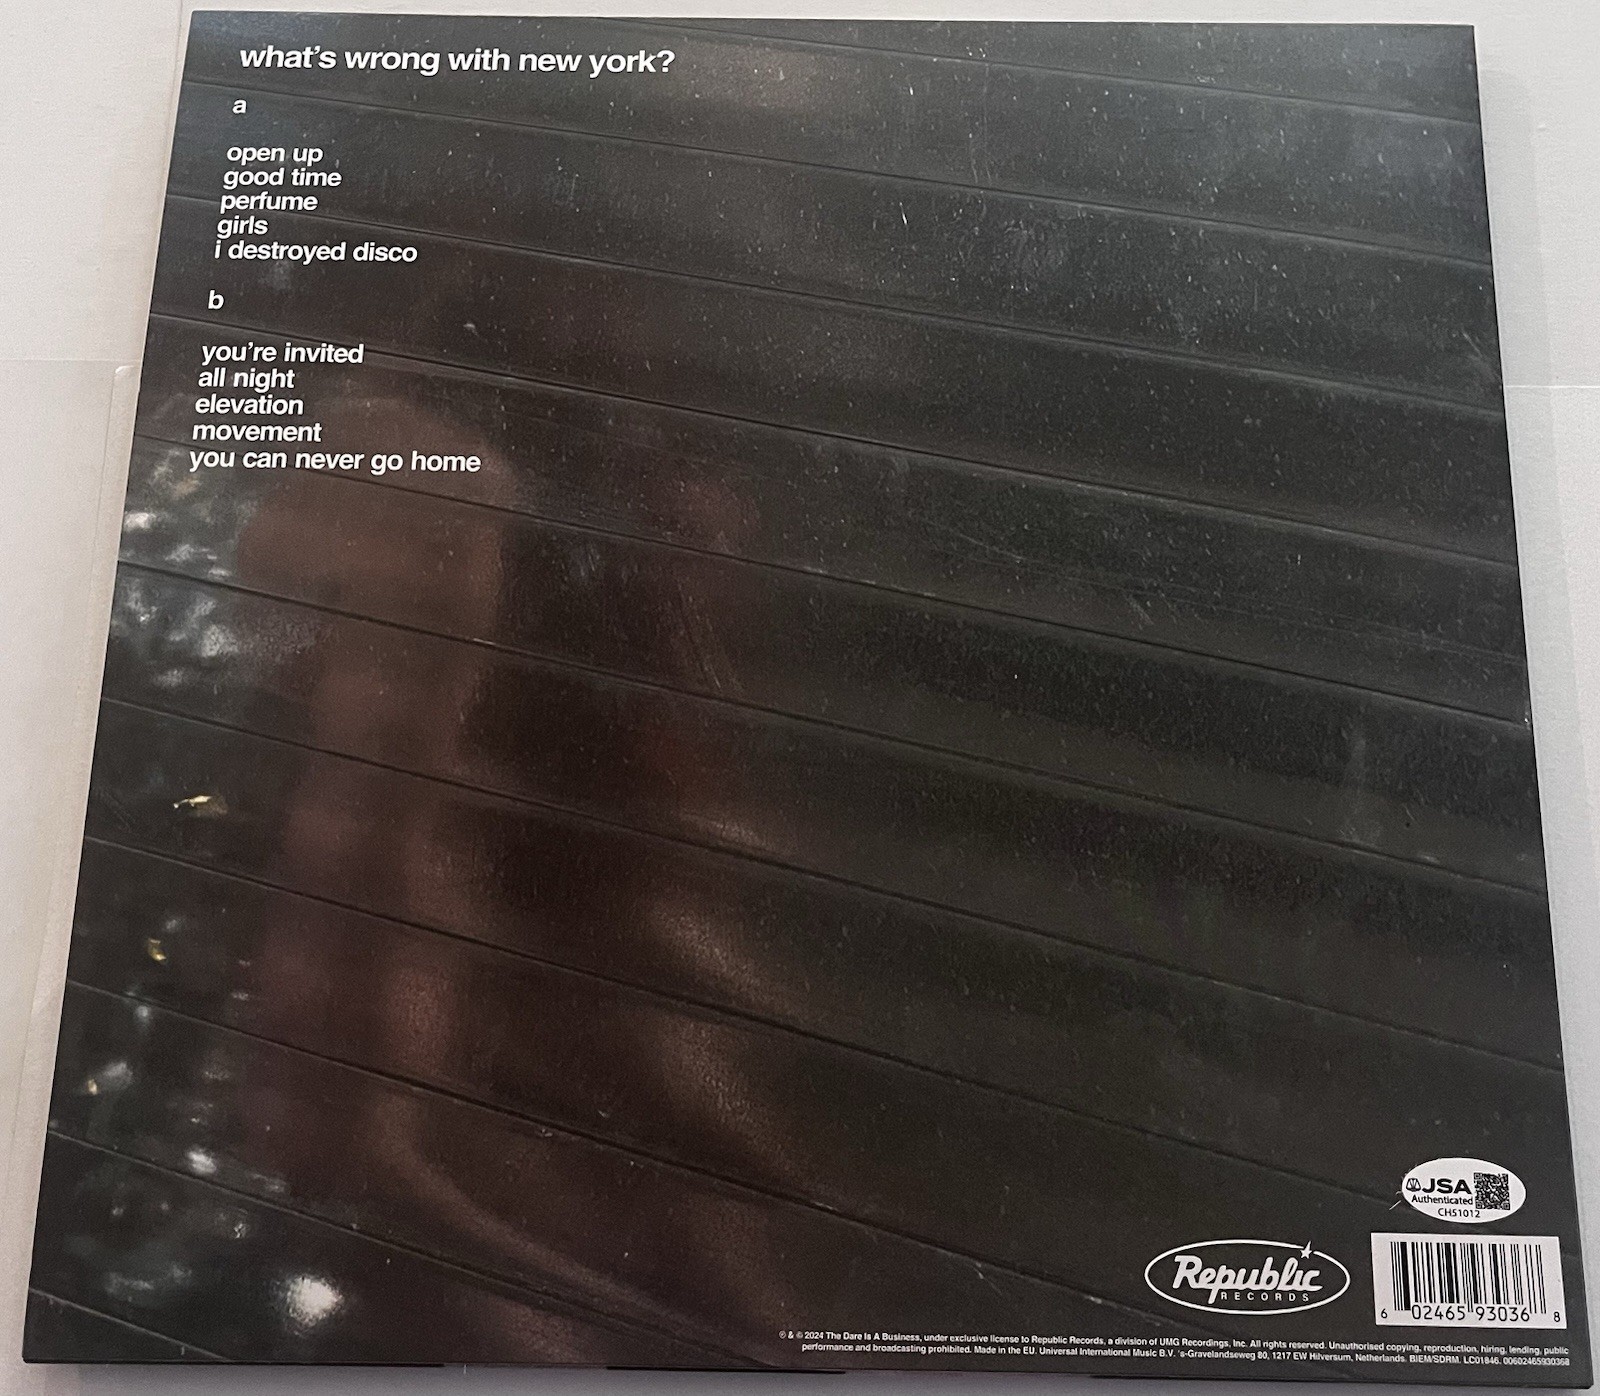 what's wrong with new york?
a
open up
good time
perfume
girls
i destroyed disco
b
you're invited
all night
elevation
movement
you can never go home
JSA
Authenticated
CH51012
Republic
RECORDS
6 02465 93036 8
℗ & © 2024 The Dare Is A Business, under exclusive license to Republic Records, a division of UMG Recordings, Inc. All rights reserved. Unauthorised copying, reproduction, hiring, lending, public
performance and broadcasting prohibited. Made in the EU. Universal International Music B.V. 's-Gravelandseweg 80, 1217 EW Hilversum, Netherlands. BIEM/SDRM. LC01846. 00602465930368